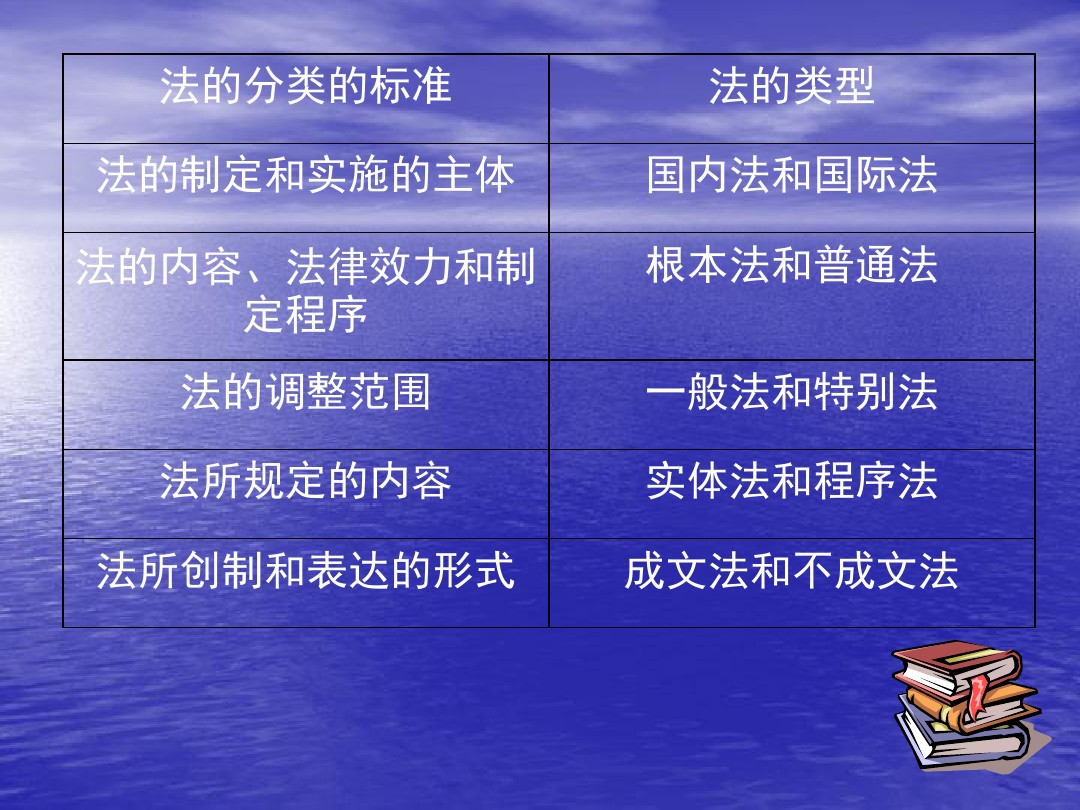 法的分类的标准 法的类型
法的制定和实施的主体 国内法和国际法
法的内容、法律效力和制 根本法和普通法
定程序
法的调整范围 一般法和特别法
法所规定的内容 实体法和程序法
法所创制和表达的形式 成文法和不成文法